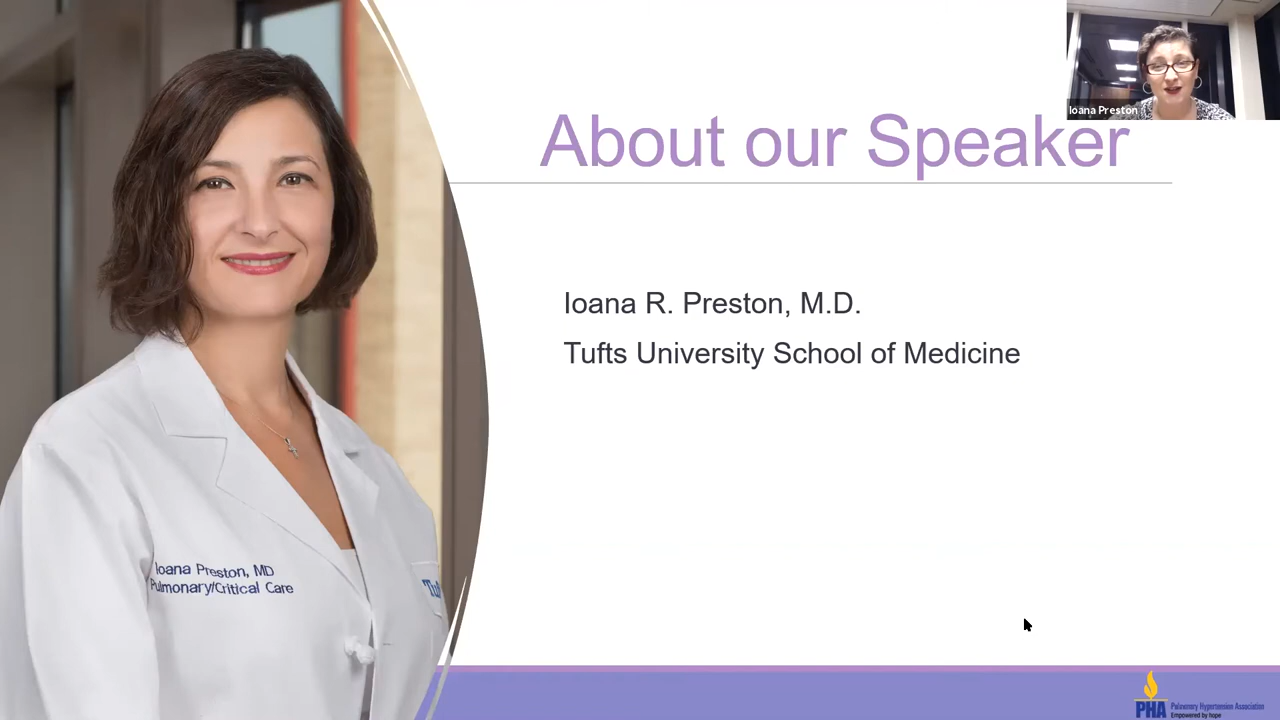 About our Speaker
Ioana Preston
Ioana R. Preston, M.D.
Tufts University School of Medicine
Ioana Preston, MD
Pulmonary/Critical Care
Tuf
PHA Pulmonary Hypertension Association
Empowered by hope